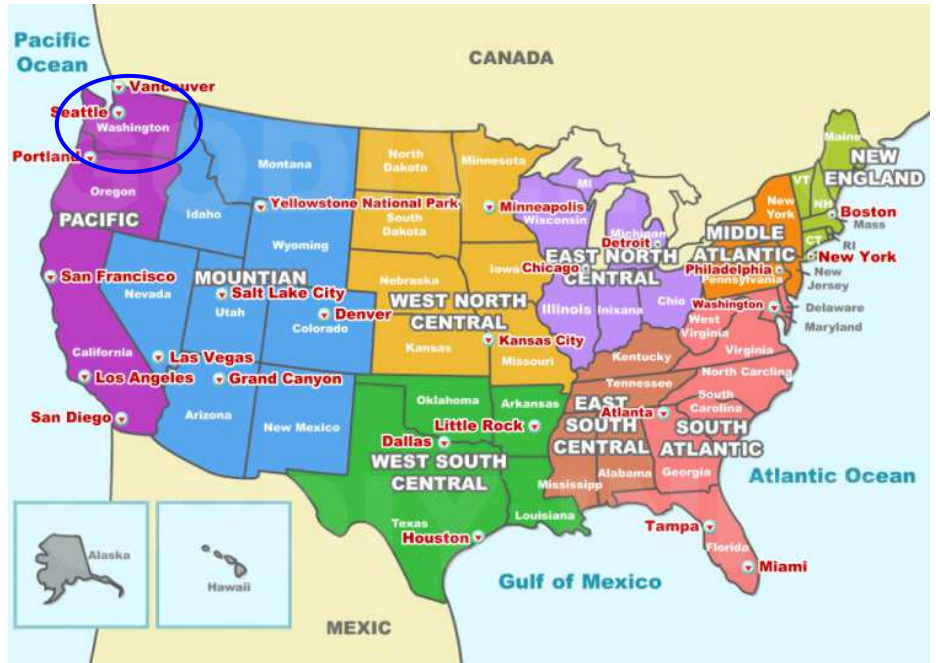 Pacific
Ocean
CANADA
Vancouver
Seattle
Washington
Portland
Oregon
PACIFIC
Montana
Idaho
Yellowstone National Park
Wyoming
MOUNTIAN
Nevada
Salt Lake City
Utah
Denver
Colorado
San Francisco
California
Las Vegas
Los Angeles
Grand Canyon
San Diego
Arizona
New Mexico
North
Dakota
South
Dakota
Minnesota
Minneapolis
Nebraska
Iowa
WEST NORTH
CENTRAL
Kansas
Kansas City
Missouri
Wisconsin
MI
Michigan
Detroit
Chicago
EAST NORTH
CENTRAL
Illinois
Inixana
Ohio
Maine
VT
NH
NEW
ENGLAND
New
York
Boston
Mass
CT
RI
New York
MIDDLE
ATLANTIC
Philadelphia
Pennsylvania
New
Jersey
Washington
Delaware
Maryland
West
Virginia
Virginia
Kentucky
Tennessee
North Carclng
South
Carolina
Atlanta
EAST
SOUTH
CENTRAL
SOUTH
ATLANTIC
Georgia
Mississipp
Alabama
Oklahoma
Arkansas
Little Rock
Dallas
WEST SOUTH
CENTRAL
Texas
Houston
Louisiana
Tampa
Florida
Miami
Atlantic Ocean
Gulf of Mexico
MEXIC
Alaska
Hawaii